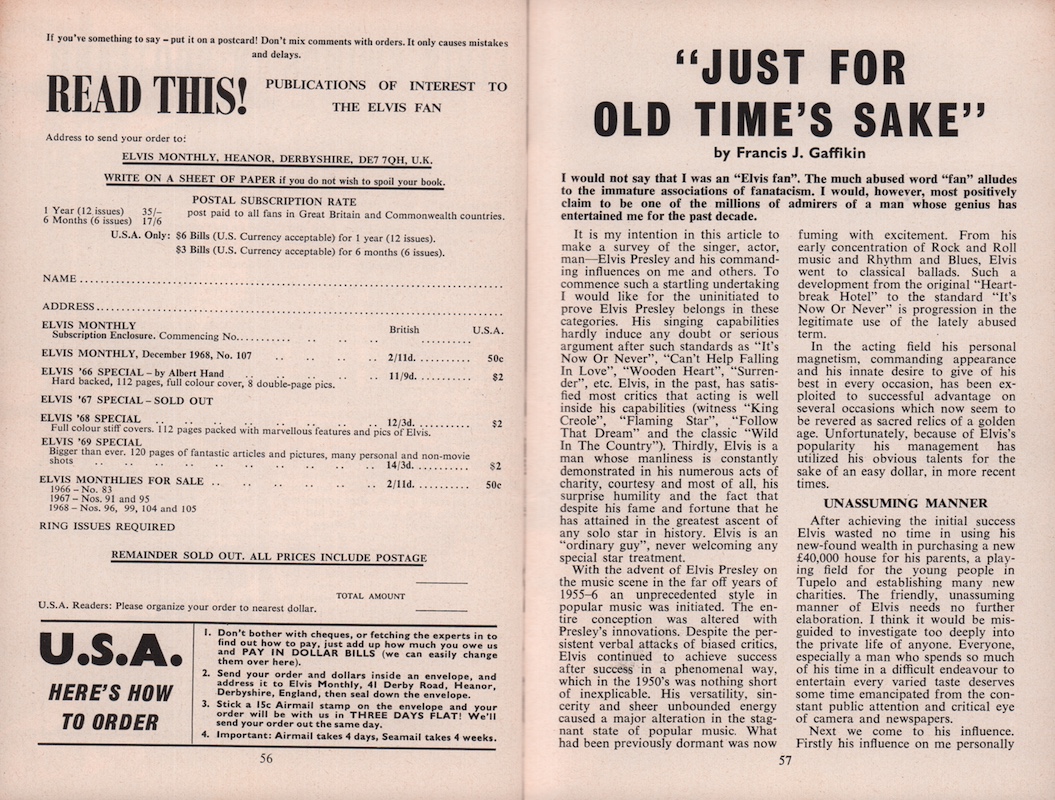 If you've something to say – put it on a postcard! Don't mix comments with orders. It only causes mistakes
and delays.
READ THIS!
PUBLICATIONS OF INTEREST TO
THE ELVIS FAN
Address to send your order to:
ELVIS MONTHLY, HEANOR, DERBYSHIRE, DE7 7QH, U.K.
WRITE ON A SHEET OF PAPER if you do not wish to spoil your book.
POSTAL SUBSCRIPTION RATE
1 Year (12 issues) 35/–
6 Months (6 issues) 17/6
post paid to all fans in Great Britain and Commonwealth countries.
U.S.A. Only: $6 Bills (U.S. Currency acceptable) for 1 year (12 issues).
$3 Bills (U.S. Currency acceptable) for 6 months (6 issues).
NAME
ADDRESS
ELVIS MONTHLY British U.S.A.
Subscription Enclosure. Commencing No.
ELVIS MONTHLY, December 1968, No. 107 .. .. .. .. 2/11d. 50c
ELVIS '66 SPECIAL – by Albert Hand .. .. .. .. 11/9d. $2
Hard backed, 112 pages, full colour cover, 8 double-page pics.
ELVIS '67 SPECIAL – SOLD OUT
ELVIS '68 SPECIAL .. .. .. .. .. .. .. 12/3d. $2
Full colour stiff covers. 112 pages packed with marvellous features and pics of Elvis.
ELVIS '69 SPECIAL
Bigger than ever. 120 pages of fantastic articles and pictures, many personal and non-movie
shots .. .. .. .. .. .. .. .. 14/3d. $2
ELVIS MONTHLIES FOR SALE .. .. .. .. .. 2/11d. 50c
1966 – No. 83
1967 – Nos. 91 and 95
1968 – Nos. 96, 99, 104 and 105
RING ISSUES REQUIRED
REMAINDER SOLD OUT. ALL PRICES INCLUDE POSTAGE
TOTAL AMOUNT
U.S.A. Readers: Please organize your order to nearest dollar.
U.S.A.
HERE'S HOW
TO ORDER
1. Don't bother with cheques, or fetching the experts in to
find out how to pay, just add up how much you owe us
and PAY IN DOLLAR BILLS (we can easily change
them over here).
2. Send your order and dollars inside an envelope, and
address it to Elvis Monthly, 41 Derby Road, Heanor,
Derbyshire, England, then seal down the envelope.
3. Stick a 15c Airmail stamp on the envelope and your
order will be with us in THREE DAYS FLAT! We'll
send your order out the same day.
4. Important: Airmail takes 4 days, Seamail takes 4 weeks.
56
“JUST FOR
OLD TIME'S SAKE”
by Francis J. Gaffikin
I would not say that I was an “Elvis fan”. The much abused word “fan” alludes
to the immature associations of fanatacism. I would, however, most positively
claim to be one of the millions of admirers of a man whose genius has
entertained me for the past decade.
It is my intention in this article to
make a survey of the singer, actor,
man—Elvis Presley and his command-
ing influences on me and others. To
commence such a startling undertaking
I would like for the uninitiated to
prove Elvis Presley belongs in these
categories. His singing capabilities
hardly induce any doubt or serious
argument after such standards as “It's
Now Or Never”, “Can't Help Falling
In Love”, “Wooden Heart”, “Surren-
der”, etc. Elvis, in the past, has satis-
fied most critics that acting is well
inside his capabilities (witness “King
Creole”, “Flaming Star”, “Follow
That Dream” and the classic “Wild
In The Country”). Thirdly, Elvis is a
man whose manliness is constantly
demonstrated in his numerous acts of
charity, courtesy and most of all, his
surprise humility and the fact that
despite his fame and fortune that he
has attained in the greatest ascent of
any solo star in history. Elvis is an
“ordinary guy”, never welcoming any
special star treatment.
With the advent of Elvis Presley on
the music scene in the far off years of
1955–6 an unprecedented style in
popular music was initiated. The en-
tire conception was altered with
Presley's innovations. Despite the per-
sistent verbal attacks of biased critics,
Elvis continued to achieve success
after success in a phenomenal way,
which in the 1950's was nothing short
of inexplicable. His versatility, sin-
cerity and sheer unbounded energy
caused a major alteration in the stag-
nant state of popular music. What
had been previously dormant was now
fuming with excitement. From his
early concentration of Rock and Roll
music and Rhythm and Blues, Elvis
went to classical ballads. Such a
development from the original “Heart-
break Hotel” to the standard “It's
Now Or Never” is progression in the
legitimate use of the lately abused
term.
In the acting field his personal
magnetism, commanding appearance
and his innate desire to give of his
best in every occasion, has been ex-
ploited to successful advantage on
several occasions which now seem to
be revered as sacred relics of a golden
age. Unfortunately, because of Elvis's
popularity his management has
utilized his obvious talents for the
sake of an easy dollar, in more recent
times.
UNASSUMING MANNER
After achieving the initial success
Elvis wasted no time in using his
new-found wealth in purchasing a new
£40,000 house for his parents, a play-
ing field for the young people in
Tupelo and establishing many new
charities. The friendly, unassuming
manner of Elvis needs no further
elaboration. I think it would be mis-
guided to investigate too deeply into
the private life of anyone. Everyone,
especially a man who spends so much
of his time in a difficult endeavour to
entertain every varied taste deserves
some time emancipated from the con-
stant public attention and critical eye
of camera and newspapers.
Next we come to his influence.
Firstly his influence on me personally
57